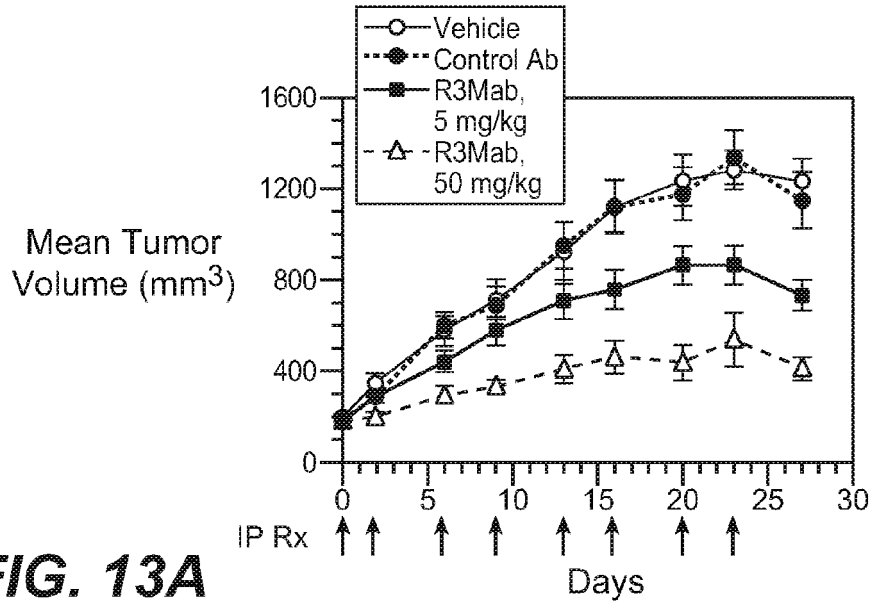 Vehicle
Control Ab
R3Mab,
5 mg/kg
R3Mab,
50 mg/kg
Mean Tumor
Volume (mm³)
1600
1200
800
400
0
0 5 10 15 20 25 30
IP Rx
Days
FIG. 13A